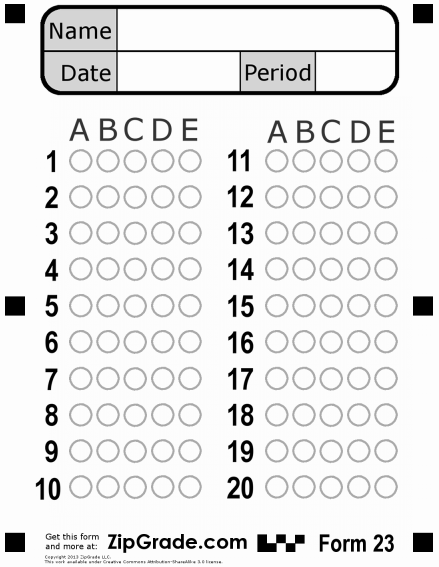 Name
Date Period
A B C D E
1
2
3
4
5
6
7
8
9
10
A B C D E
11
12
13
14
15
16
17
18
19
20
Get this form
and more at:
ZipGrade.com
Form 23
Copyright 2013 ZipGrade LLC.
This work available under Creative Commons Attribution-ShareAlike 3.0 license.